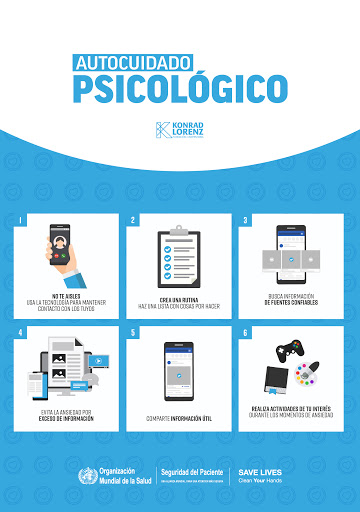 AUTOCUIDADO
PSICOLÓGICO
KONRAD
LORENZ
1
NO TE AISLES
USA LA TECNOLOGÍA PARA MANTENER
CONTACTO CON LOS TUYOS
2
CREA UNA RUTINA
HAZ UNA LISTA CON COSAS POR HACER
3
BUSCA INFORMACIÓN
DE FUENTES CONFIABLES
4
EVITA LA ANSIEDAD POR
EXCESO DE INFORMACIÓN
5
COMPARTE INFORMACIÓN ÚTIL
6
REALIZA ACTIVIDADES DE TU INTERÉS
DURANTE LOS MOMENTOS DE ANSIEDAD
Organización
Mundial de la Salud
Seguridad del Paciente
SAVE LIVES
Clean Your Hands